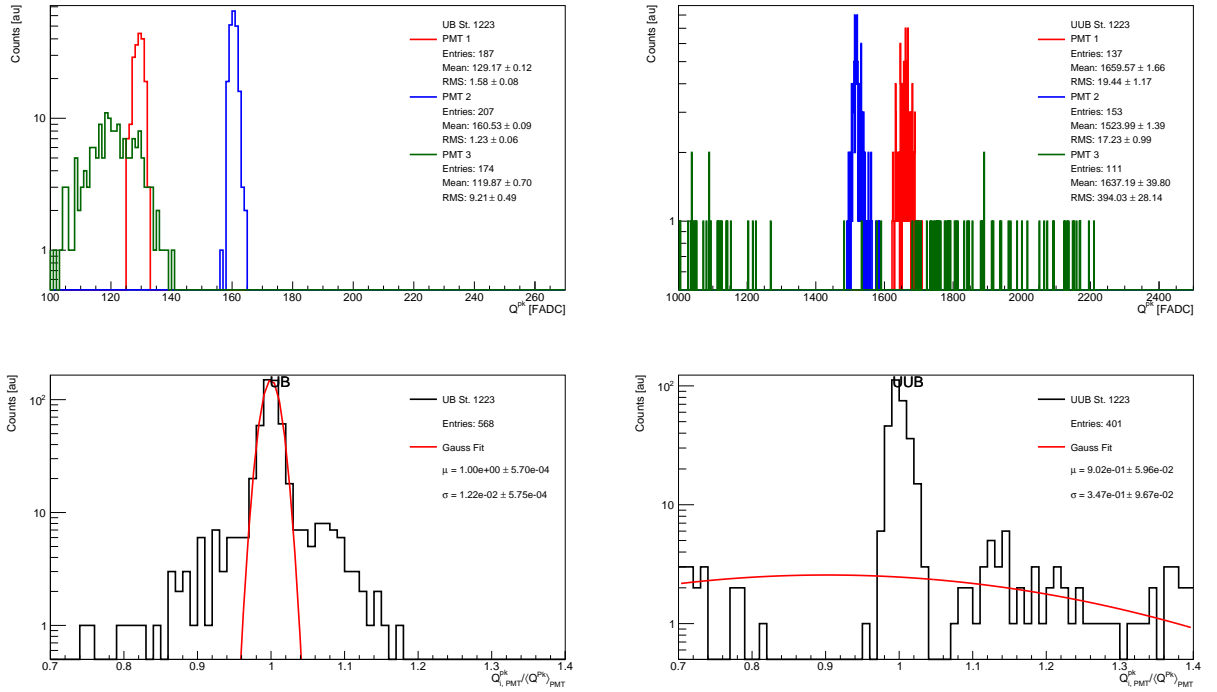 Counts [au]
UB St. 1223
PMT 1
Entries: 187
Mean: 129.17 ± 0.12
RMS: 1.58 ± 0.08
PMT 2
Entries: 207
Mean: 160.53 ± 0.09
RMS: 1.23 ± 0.06
PMT 3
Entries: 174
Mean: 119.87 ± 0.70
RMS: 9.21 ± 0.49
10
1
100 120 140 160 180 200 220 240 260
Q^pk [FADC]
Counts [au]
UUB St. 1223
PMT 1
Entries: 137
Mean: 1659.57 ± 1.66
RMS: 19.44 ± 1.17
PMT 2
Entries: 153
Mean: 1523.99 ± 1.39
RMS: 17.23 ± 0.99
PMT 3
Entries: 111
Mean: 1637.19 ± 39.80
RMS: 394.03 ± 28.14
1
1000 1200 1400 1600 1800 2000 2200 2400
Q^pk [FADC]
Counts [au]
UB
UB St. 1223
Entries: 568
Gauss Fit
μ = 1.00e+00 ± 5.70e-04
σ = 1.22e-02 ± 5.75e-04
10²
10
1
0.7 0.8 0.9 1 1.1 1.2 1.3 1.4
Q^pk_i, PMT/⟨Q^Pk⟩_PMT
Counts [au]
UUB
UUB St. 1223
Entries: 401
Gauss Fit
μ = 9.02e-01 ± 5.96e-02
σ = 3.47e-01 ± 9.67e-02
10²
10
1
0.7 0.8 0.9 1 1.1 1.2 1.3 1.4
Q^pk_i, PMT/⟨Q^Pk⟩_PMT